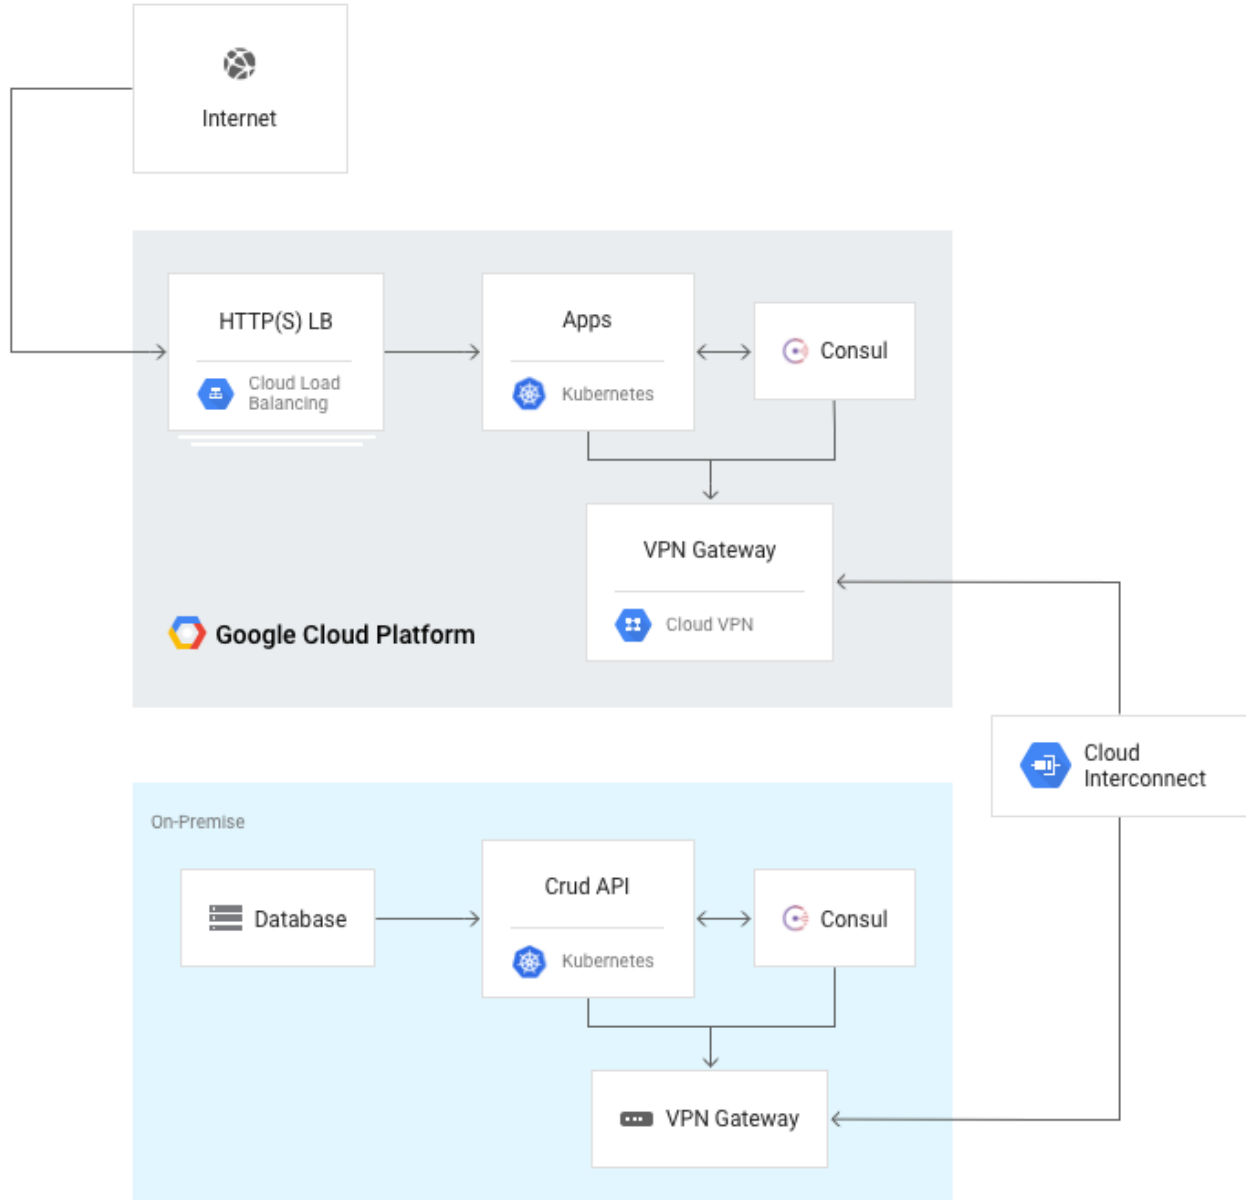 Internet
HTTP(S) LB
Cloud Load
Balancing
Apps
Kubernetes
Consul
VPN Gateway
Cloud VPN
Google Cloud Platform
Cloud
Interconnect
On-Premise
Database
Crud API
Kubernetes
Consul
VPN Gateway